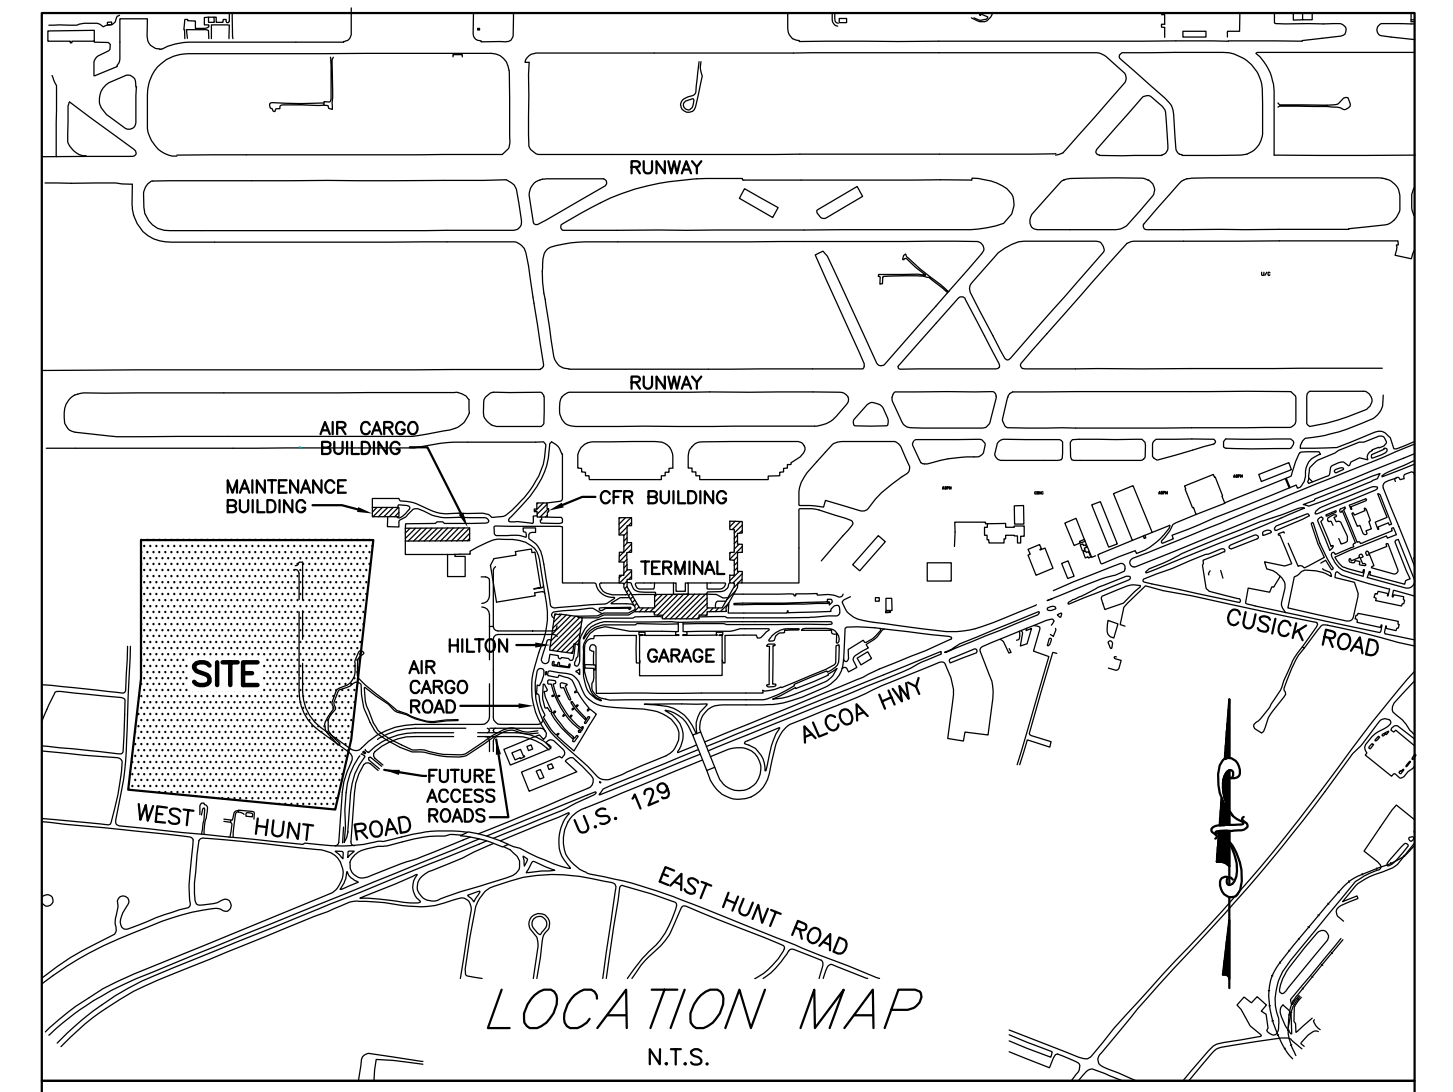 RUNWAY
U/C
RUNWAY
AIR CARGO
BUILDING
MAINTENANCE
BUILDING
CFR BUILDING
TERMINAL
HILTON
GARAGE
CUSICK ROAD
SITE
AIR
CARGO
ROAD
ALCOA HWY
FUTURE
ACCESS
ROADS
U.S. 129
WEST HUNT ROAD
EAST HUNT ROAD
LOCATION MAP
N.T.S.